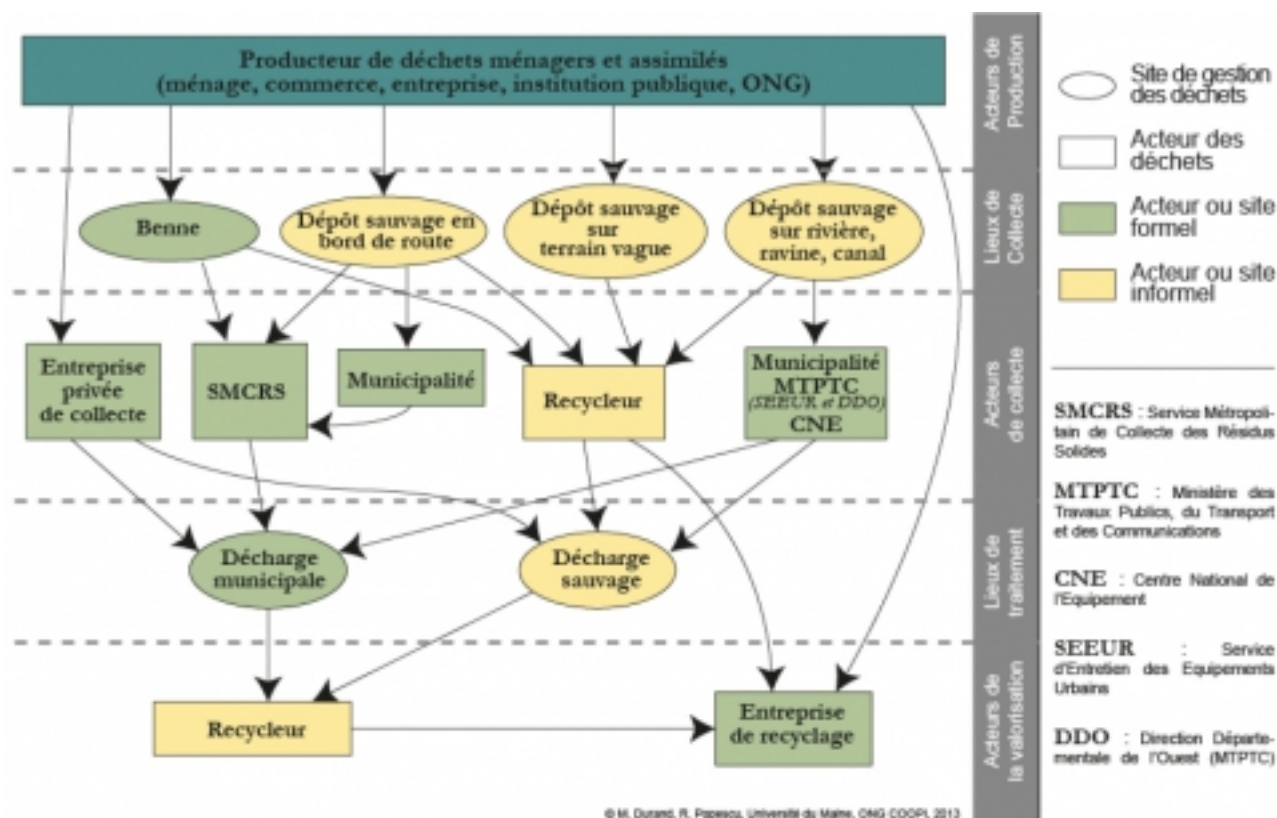 Producteur de déchets ménagers et assimilés
(ménage, commerce, entreprise, institution publique, ONG)
Benne
Dépôt sauvage en
bord de route
Dépôt sauvage
sur
terrain vague
Dépôt sauvage
sur rivière,
ravine, canal
Entreprise
privée
de collecte
SMCRS
Municipalité
Recycleur
Municipalité
MTPTC
(SEEUR et DDO)
CNE
Décharge
municipale
Décharge
sauvage
Recycleur
Entreprise
de recyclage
Acteurs de
Production
Lieux de
Collecte
Acteurs
de collecte
Lieux de
traitement
Acteurs de
la valorisation
Site de gestion
des déchets
Acteur des
déchets
Acteur ou site
formel
Acteur ou site
informel
SMCRS : Service Métropoli-
tain de Collecte des Résidus
Solides
MTPTC : Ministère des
Travaux Publics, du Transport
et des Communications
CNE : Centre National de
l'Equipement
SEEUR : Service
d'Entretien des Equipements
Urbains
DDO : Direction Départe-
mentale de l'Ouest (MTPTC)
© M. Durand, R. Popescu, Université du Maine, ONG COOPI, 2013